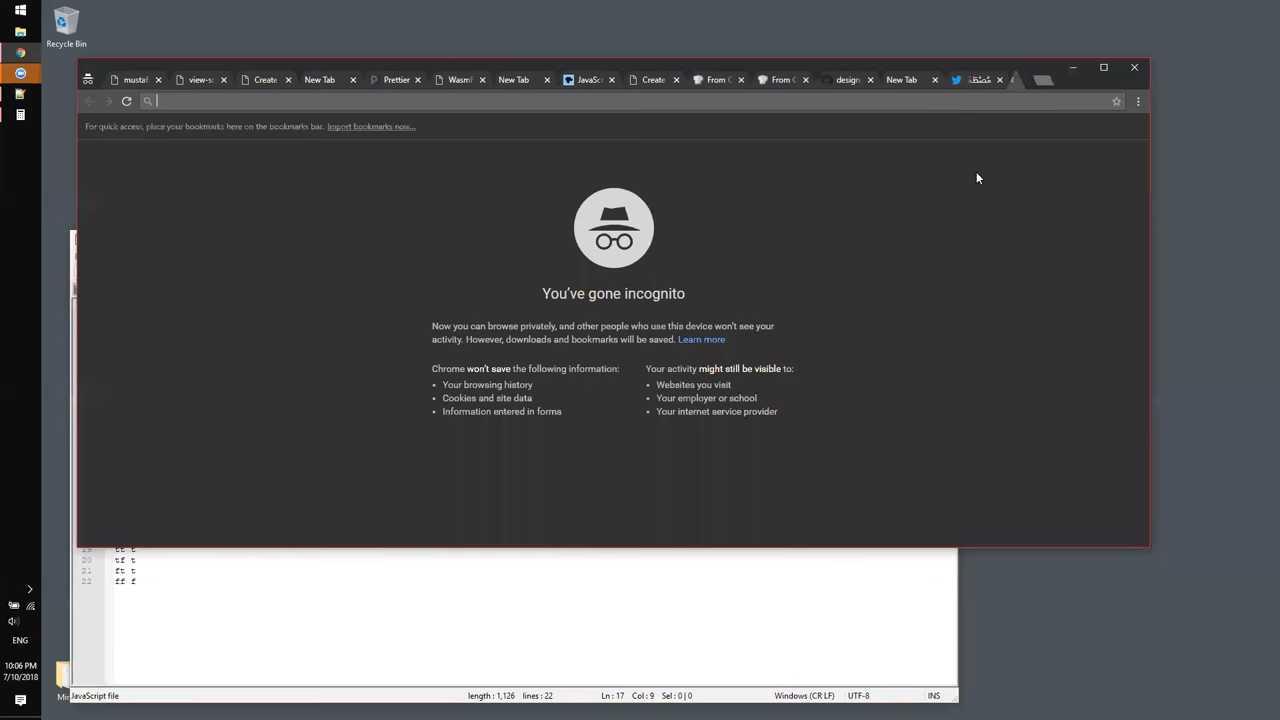 Recycle Bin
mustaf
view-s
Create
New Tab
Prettier
WasmF
New Tab
JavaScr
Create
From C
From C
design
New Tab
For quick access, place your bookmarks here on the bookmarks bar. Import bookmarks now...
You've gone incognito
Now you can browse privately, and other people who use this device won't see your
activity. However, downloads and bookmarks will be saved. Learn more
Chrome won't save the following information:
Your browsing history
Cookies and site data
Information entered in forms
Your activity might still be visible to:
Websites you visit
Your employer or school
Your internet service provider
20 tf t
21 ft t
22 ff f
ENG
10:06 PM
7/10/2018
JavaScript file
length : 1,126 lines : 22
Ln : 17 Col : 9 Sel : 0 | 0
Windows (CR LF)
UTF-8
INS